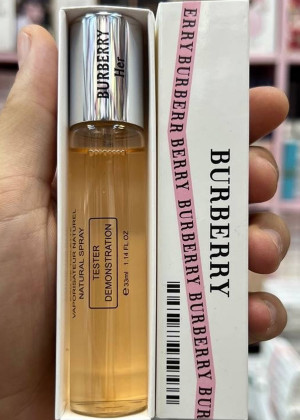 BURBERRY
Her
VAPORISATEUR NATUREL
NATURAL SPRAY
TESTER
DEMONSTRATION
℮33ml 1.14 FL OZ
BURBERRY
ERRY BURBERR BERRY BURBERRY BURBERRY BUR